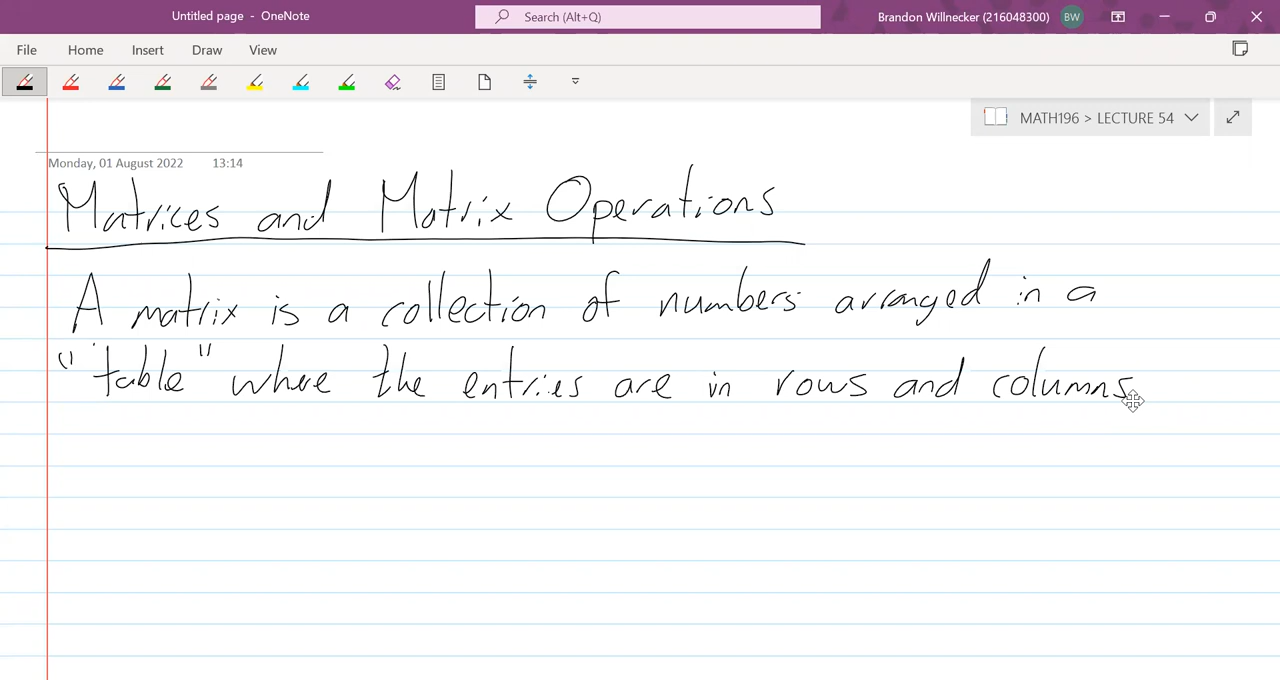 Untitled page - OneNote
Search (Alt+Q)
Brandon Willnecker (216048300) BW
File Home Insert Draw View
MATH196 > LECTURE 54
Monday, 01 August 2022 13:14
Matrices and Matrix Operations
A matrix is a collection of numbers arranged in a
"table" where the entries are in rows and columns